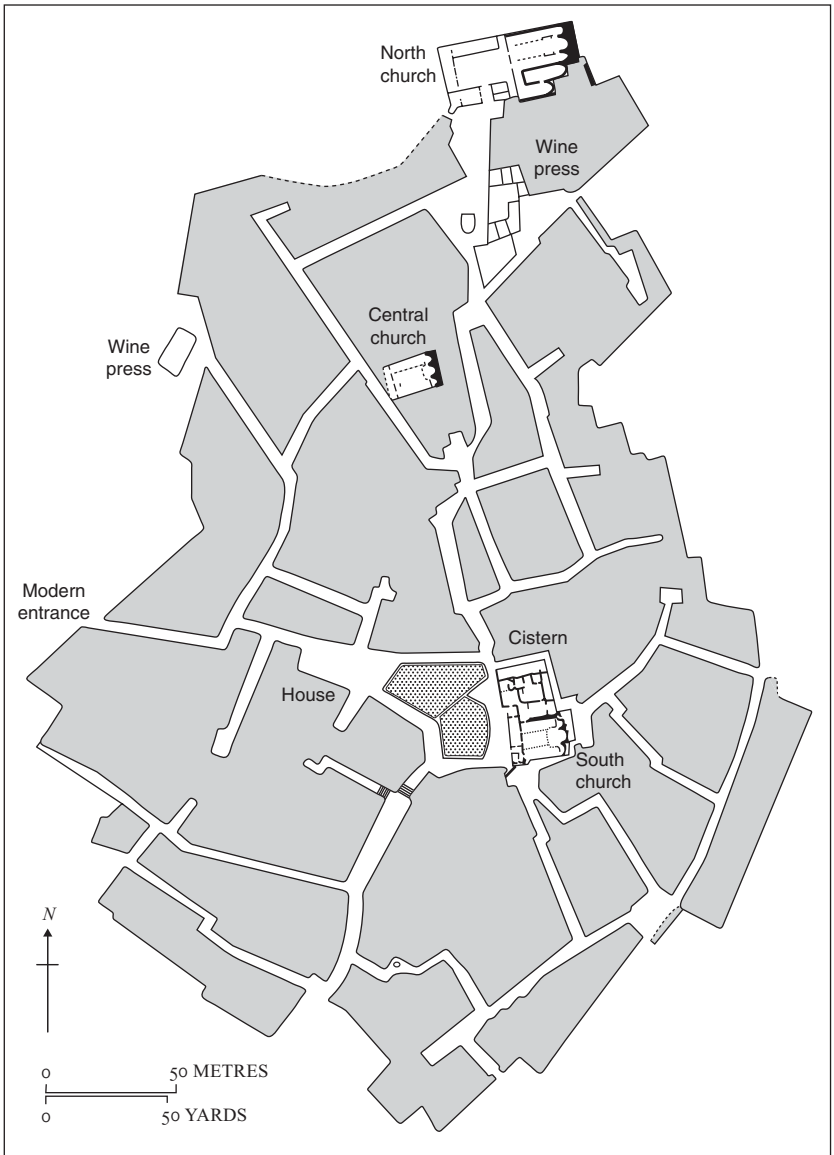 North
church
Wine
press
Central
church
Wine
press
Modern
entrance
Cistern
House
South
church
N
0 50 METRES
0 50 YARDS